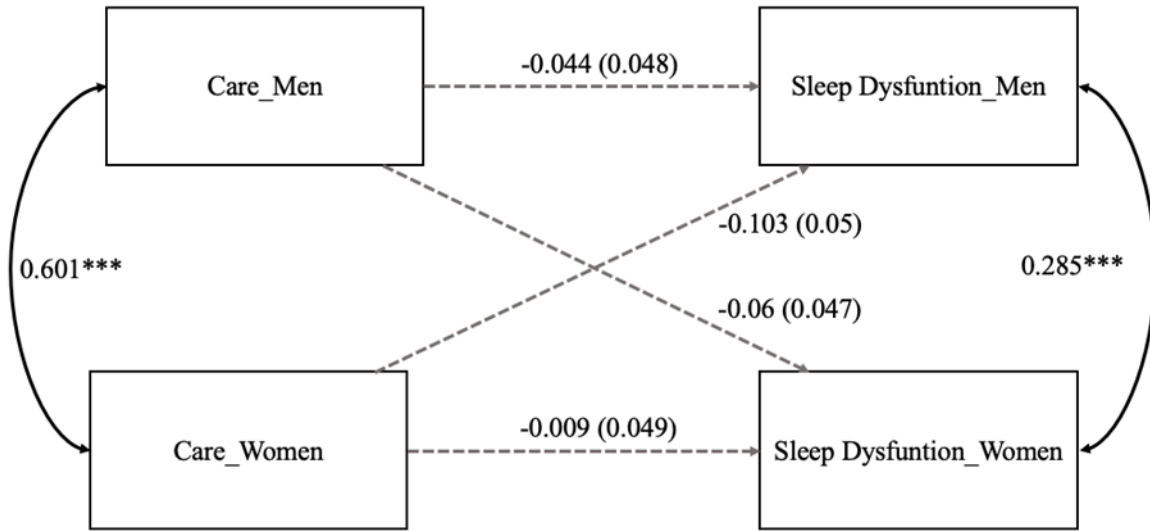 -0.044 (0.048)
Care_Men
Sleep Dysfuntion_Men
-0.103 (0.05)
0.601***
0.285***
-0.06 (0.047)
-0.009 (0.049)
Care_Women
Sleep Dysfuntion_Women